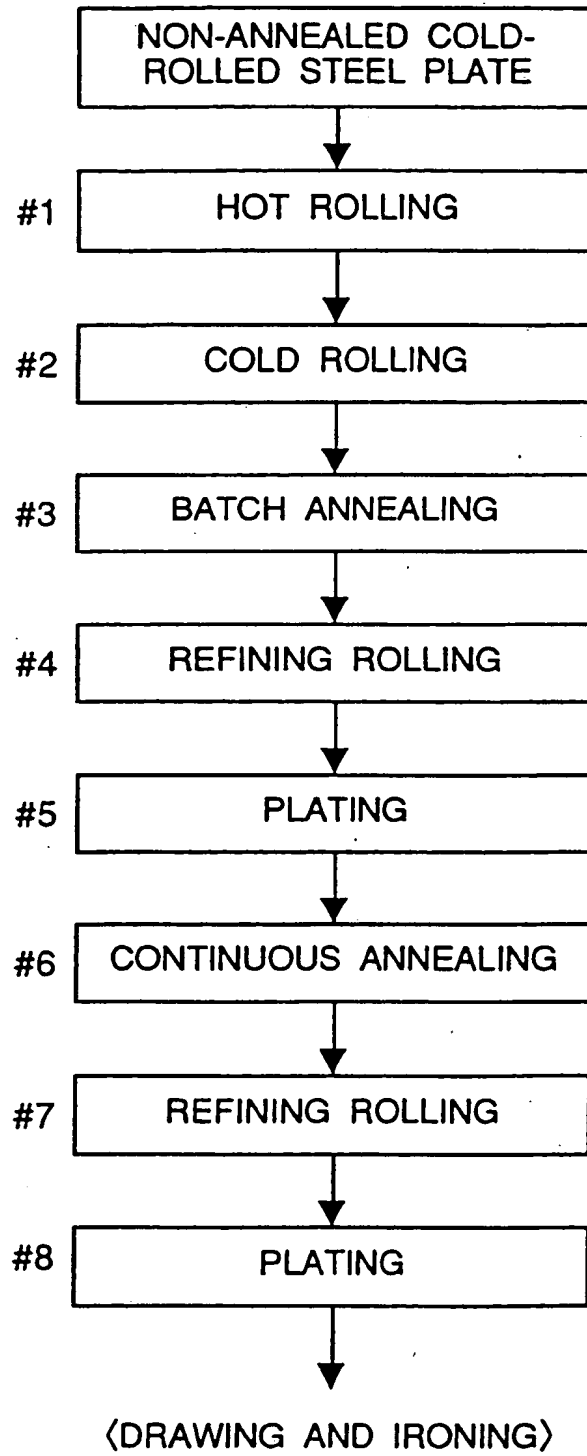 NON-ANNEALED COLD-
ROLLED STEEL PLATE
#1 HOT ROLLING
#2 COLD ROLLING
#3 BATCH ANNEALING
#4 REFINING ROLLING
#5 PLATING
#6 CONTINUOUS ANNEALING
#7 REFINING ROLLING
#8 PLATING
〈DRAWING AND IRONING〉